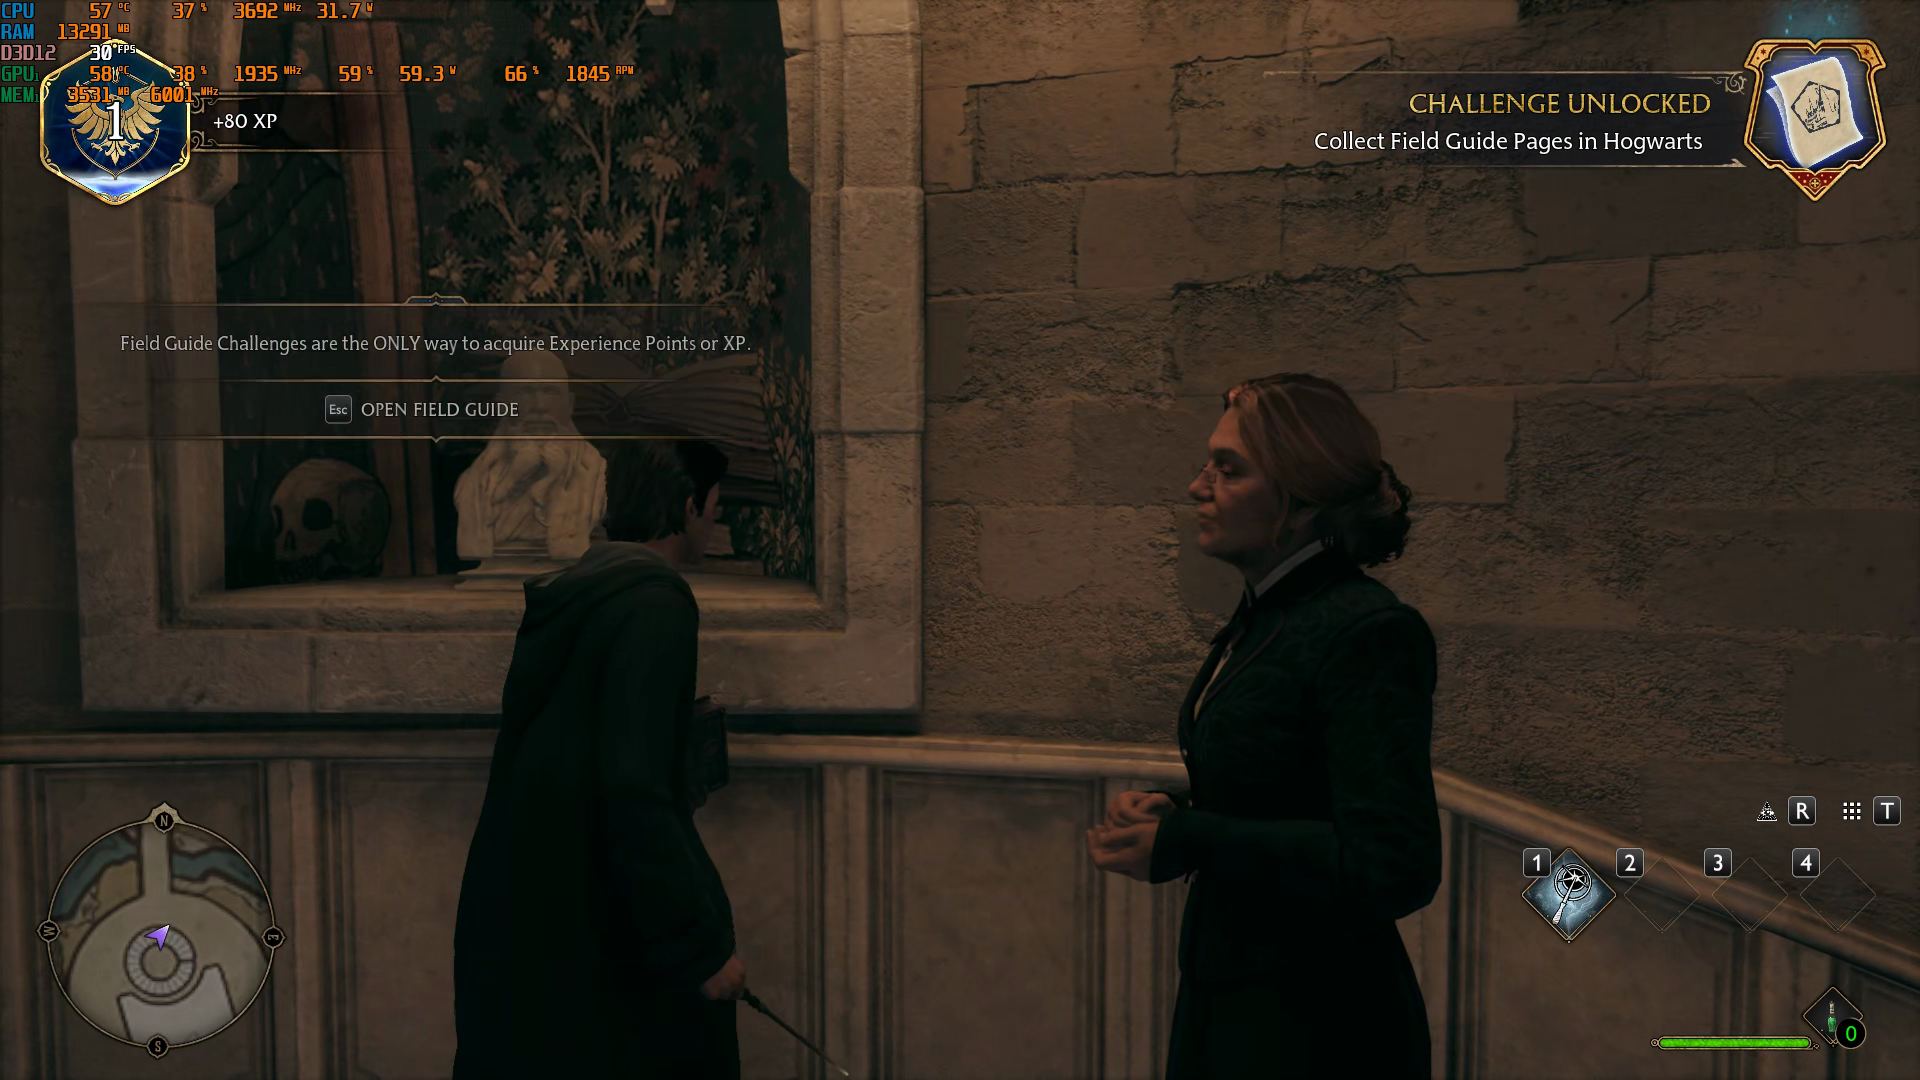 CPU 57 °C 37 % 3692 MHz 31.7 W
RAM 13291 MB
D3D12 30 FPS
GPU1 58 °C 38 % 1935 MHz 59 % 59.3 W 66 % 1845 RPM
MEM1 3531 MB 6001 MHz
1
+80 XP
CHALLENGE UNLOCKED
Collect Field Guide Pages in Hogwarts
Field Guide Challenges are the ONLY way to acquire Experience Points or XP.
Esc OPEN FIELD GUIDE
N
W
E
S
R T
1 2 3 4
0